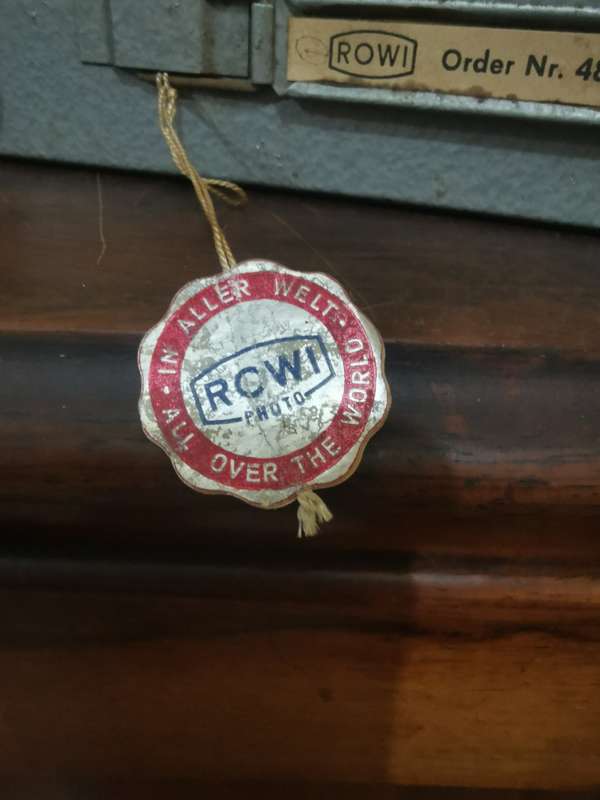 ROWI Order Nr. 48
· IN ALLER WELT ·
ROWI
PHOTO
ALL OVER THE WORLD